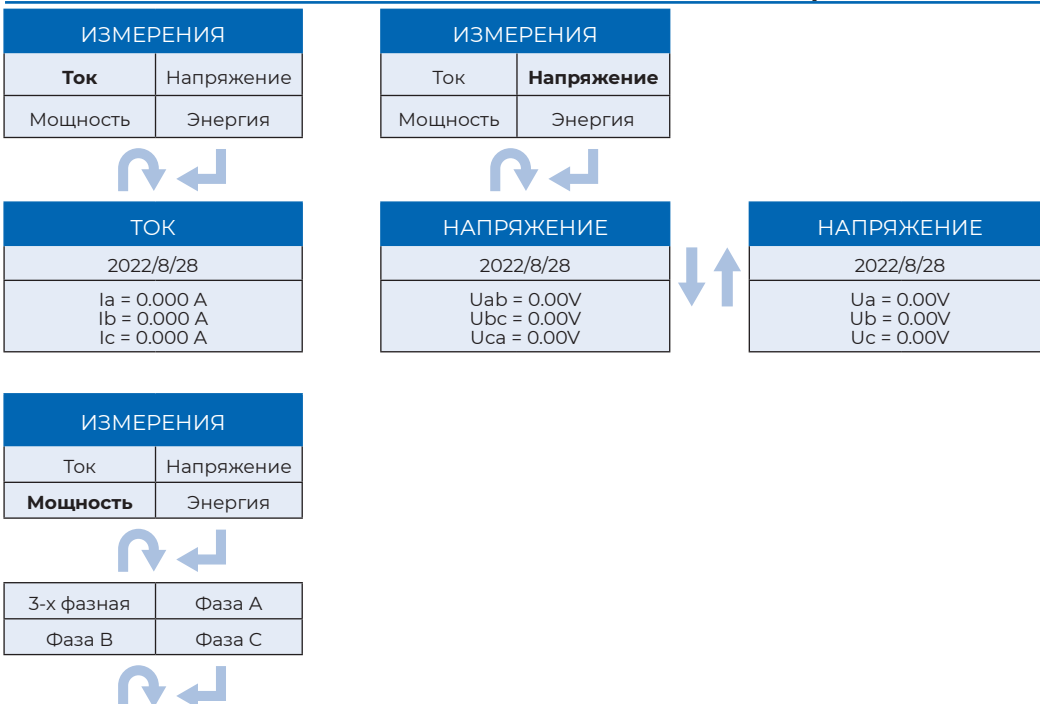 ИЗМЕРЕНИЯ
Ток Напряжение
Мощность Энергия
ТОК
2022/8/28
Ia = 0.000 A
Ib = 0.000 A
Ic = 0.000 A
ИЗМЕРЕНИЯ
Ток Напряжение
Мощность Энергия
НАПРЯЖЕНИЕ
2022/8/28
Uab = 0.00V
Ubc = 0.00V
Uca = 0.00V
НАПРЯЖЕНИЕ
2022/8/28
Ua = 0.00V
Ub = 0.00V
Uc = 0.00V
ИЗМЕРЕНИЯ
Ток Напряжение
Мощность Энергия
3-х фазная Фаза А
Фаза В Фаза С